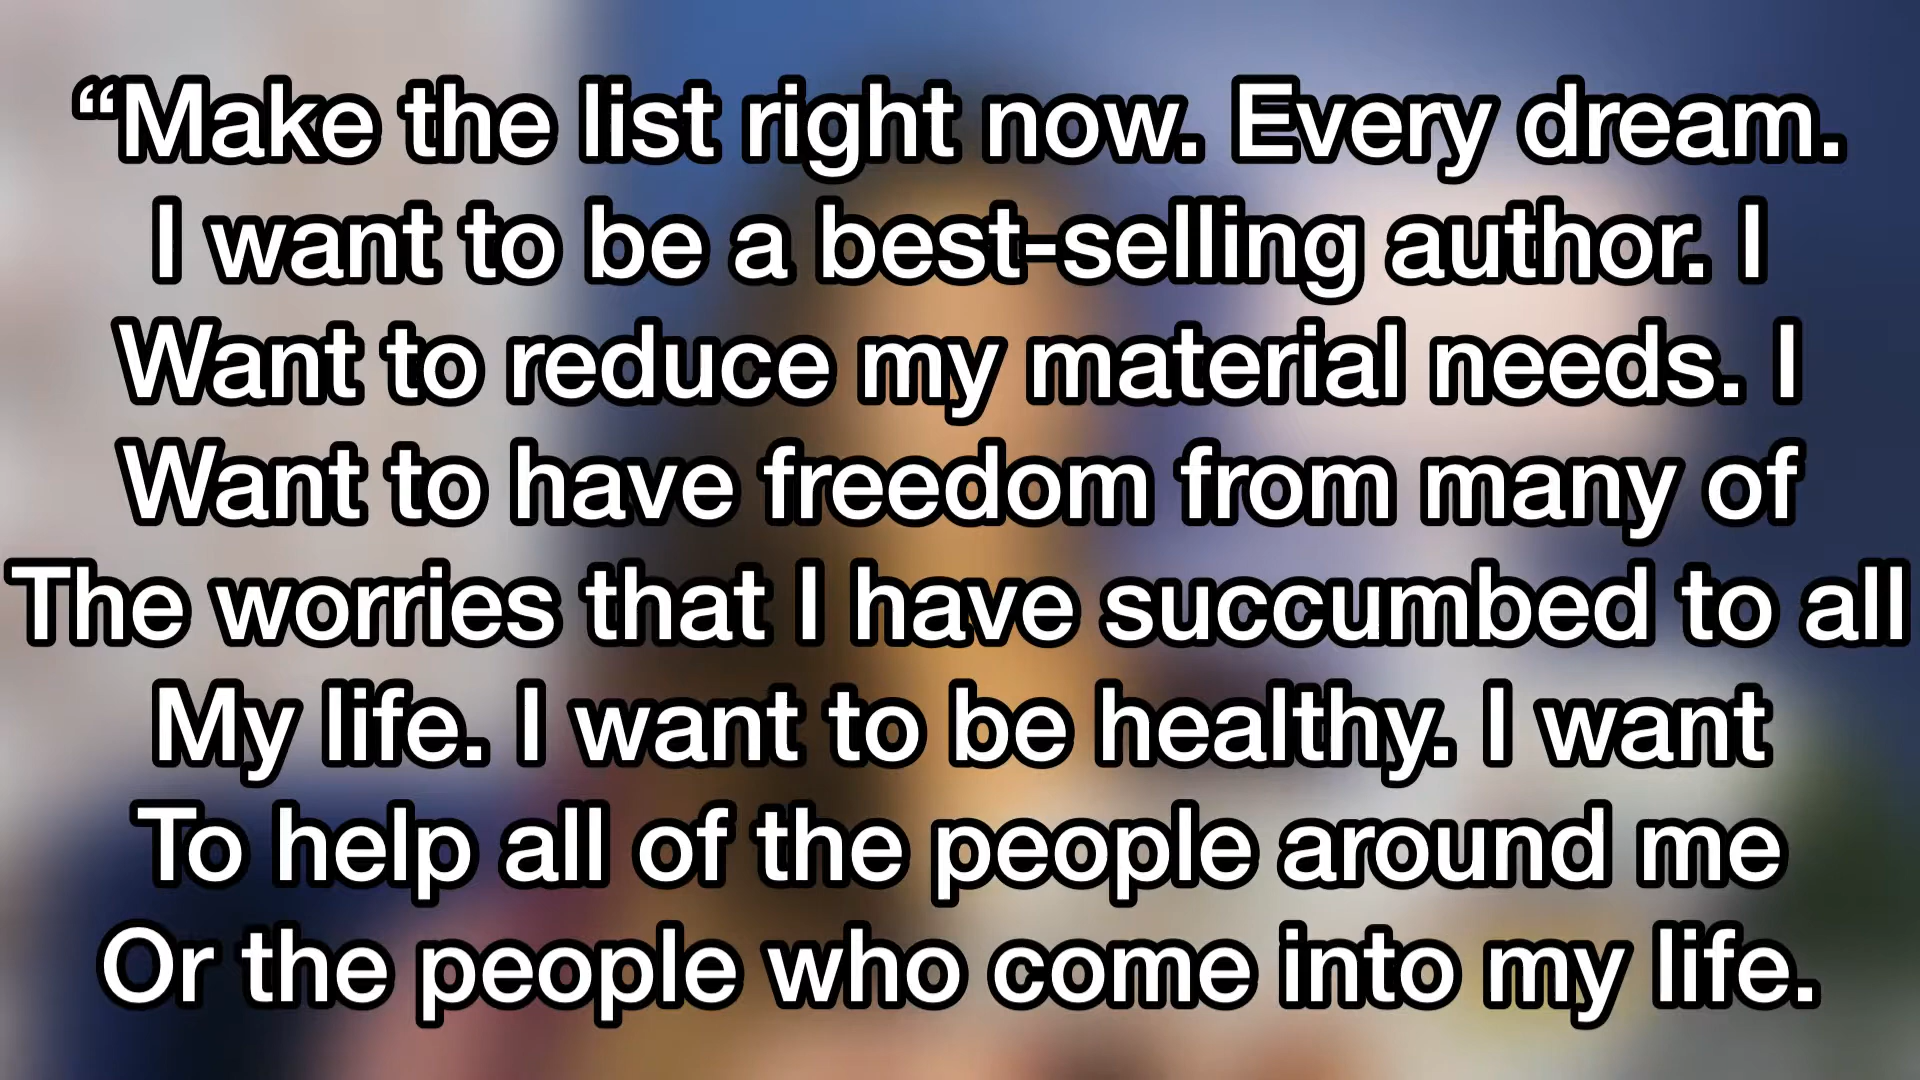 “Make the list right now. Every dream.
I want to be a best-selling author. I
Want to reduce my material needs. I
Want to have freedom from many of
The worries that I have succumbed to all
My life. I want to be healthy. I want
To help all of the people around me
Or the people who come into my life.